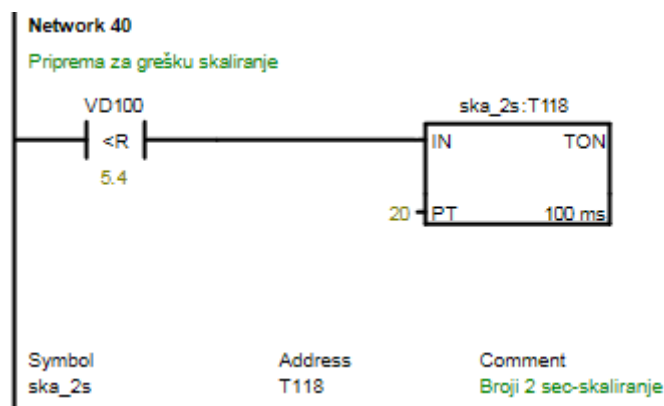 Network 40
Priprema za grešku skaliranje
VD100
<R
5.4
ska_2s:T118
IN TON
20 PT 100 ms
Symbol Address Comment
ska_2s T118 Broji 2 sec-skaliranje